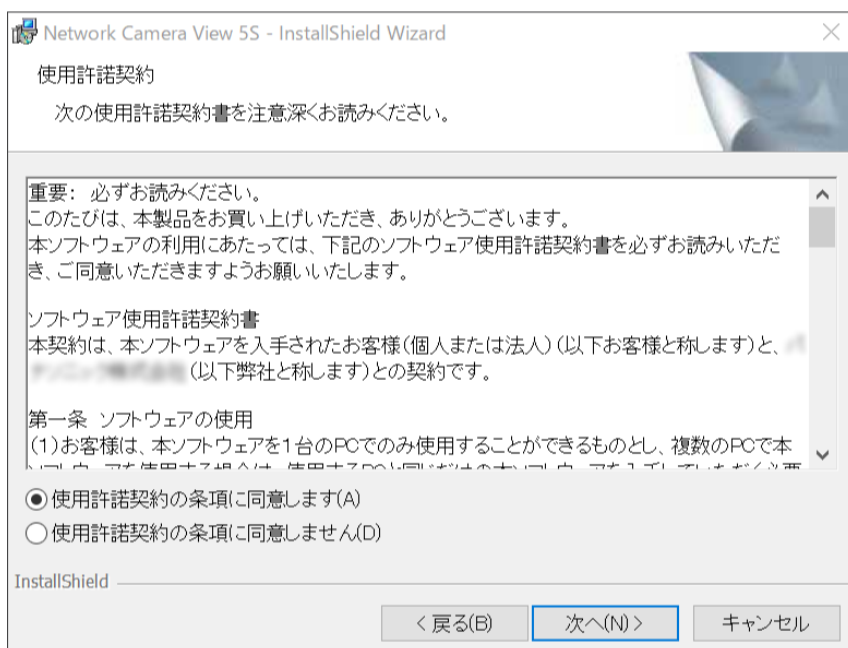 Network Camera View 5S - InstallShield Wizard
使用許諾契約
次の使用許諾契約書を注意深くお読みください。
重要: 必ずお読みください。
このたびは、本製品をお買い上げいただき、ありがとうございます。
本ソフトウェアの利用にあたっては、下記のソフトウェア使用許諾契約書を必ずお読みいただ
き、ご同意いただきますようお願いいたします。
ソフトウェア使用許諾契約書
本契約は、本ソフトウェアを入手されたお客様(個人または法人)(以下お客様と称します)と、
(以下弊社と称します)との契約です。
第一条 ソフトウェアの使用
(1)お客様は、本ソフトウェアを1台のPCでのみ使用することができるものとし、複数のPCで本
使用許諾契約の条項に同意します(A)
使用許諾契約の条項に同意しません(D)
InstallShield
< 戻る(B)
次へ(N) >
キャンセル